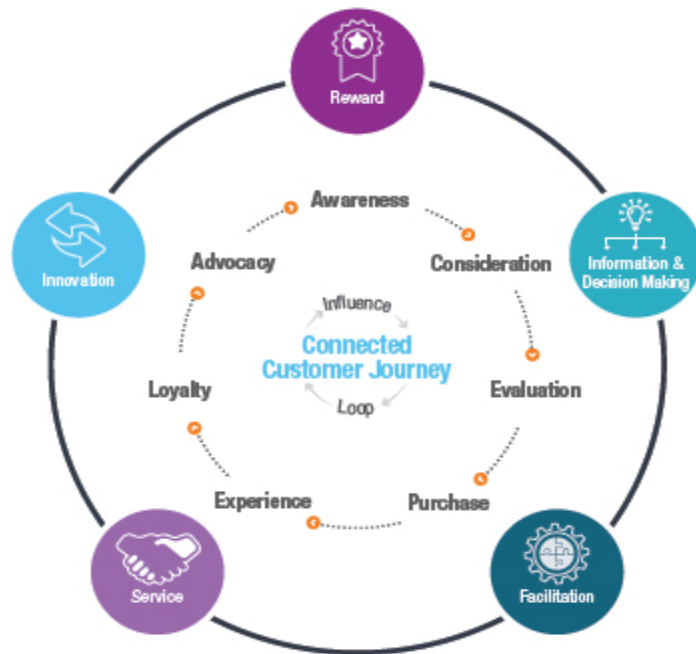 Reward
Awareness
Innovation
Advocacy
Consideration
Information &
Decision Making
Influence
Connected
Customer Journey
Loop
Loyalty
Evaluation
Experience
Purchase
Service
Facilitation